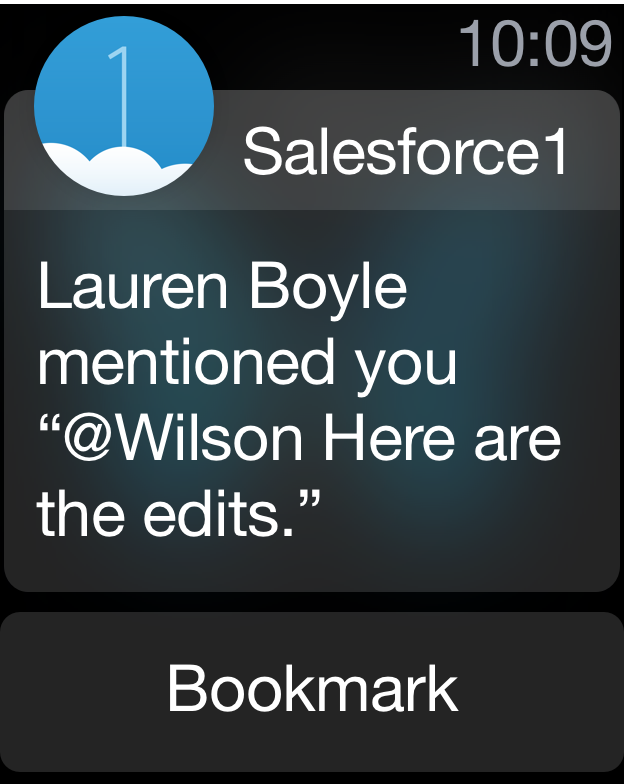 10:09
1
Salesforce1
Lauren Boyle
mentioned you
“@Wilson Here are
the edits.”
Bookmark